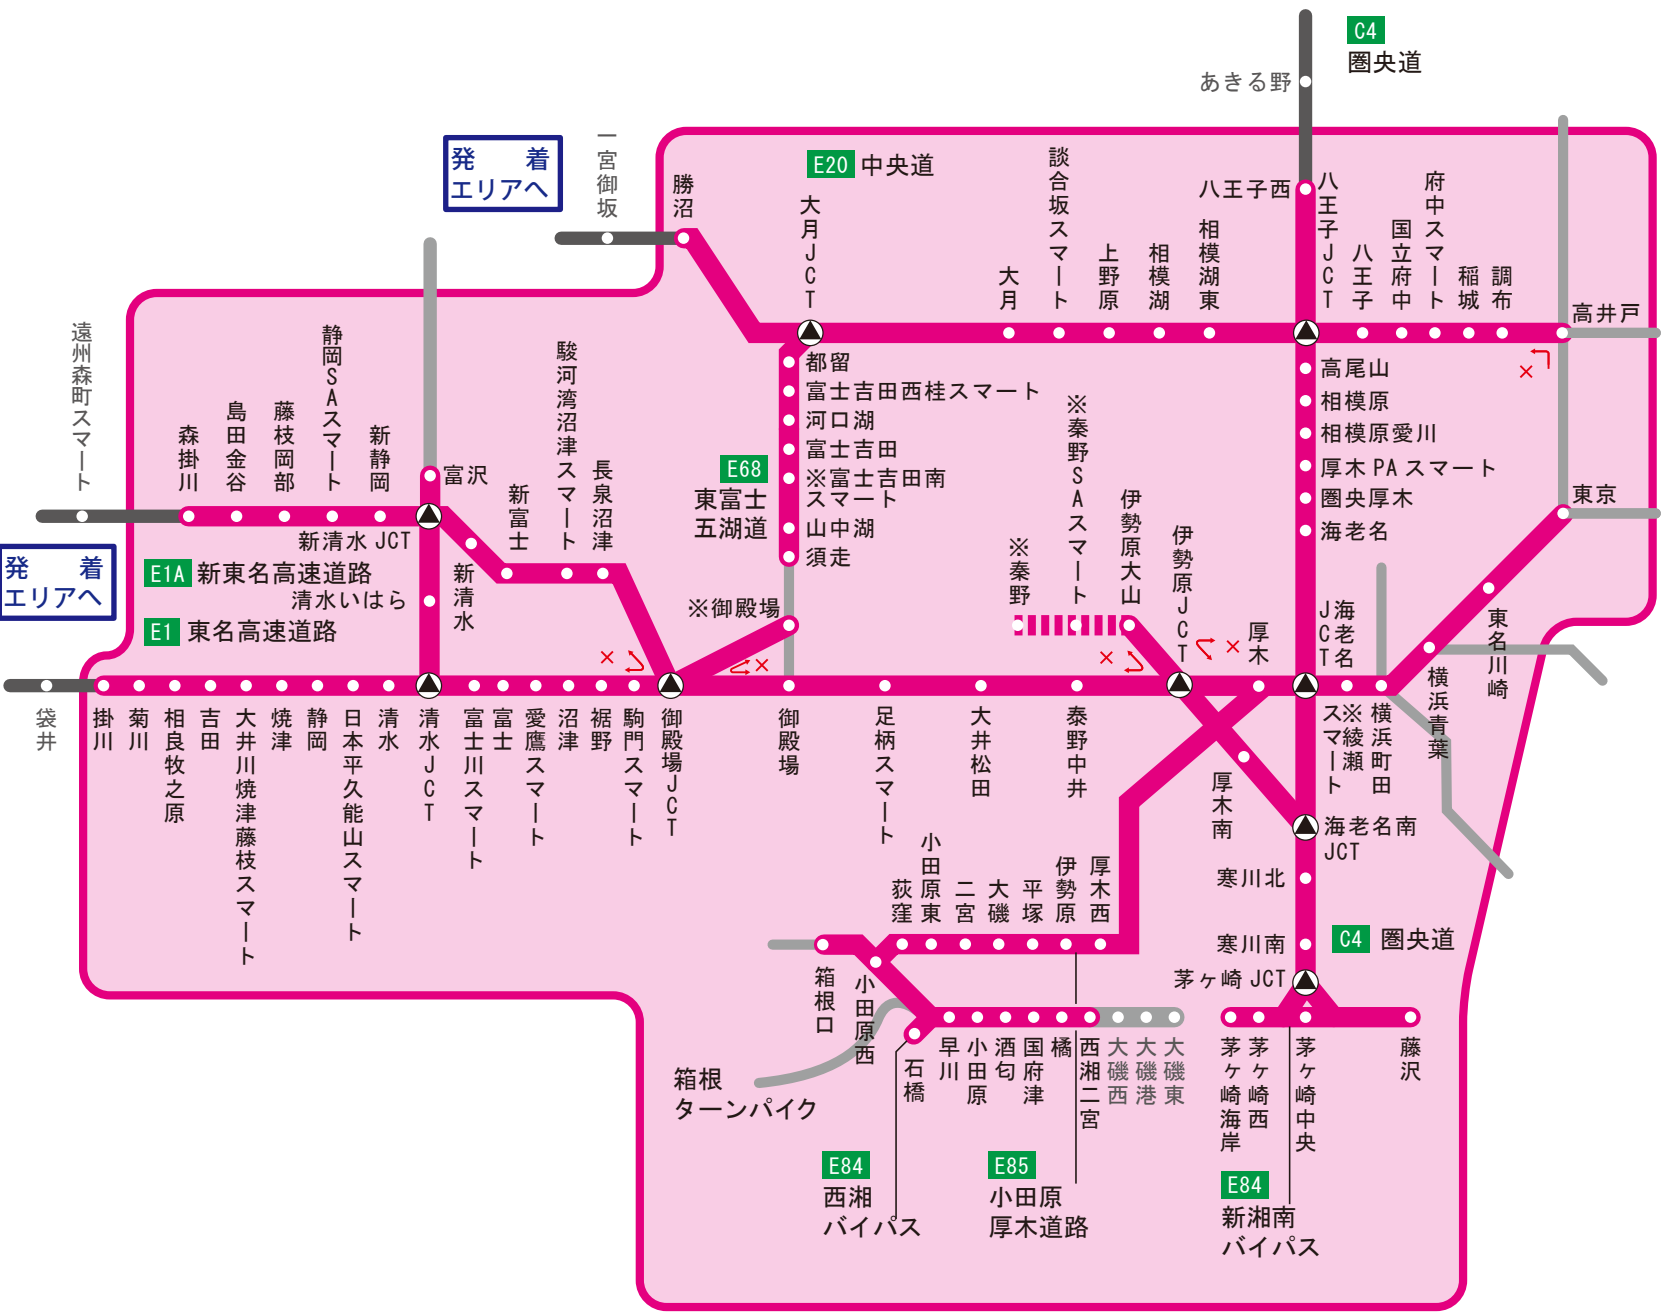 C4
圏央道
あきる野
発　着
エリアへ
一宮御坂
勝沼
E20 中央道
大月JCT
大月
談合坂スマート
上野原
相模湖
相模湖東
八王子西
八王子JCT
八王子
国立府中
府中スマート
稲城
調布
高井戸
都留
富士吉田西桂スマート
河口湖
富士吉田
※富士吉田南
スマート
山中湖
須走
E68
東富士
五湖道
※御殿場
高尾山
相模原
相模原愛川
厚木PAスマート
圏央厚木
海老名
東京
遠州森町スマート
森掛川
島田金谷
藤枝岡部
静岡SAスマート
新静岡
富沢
新清水JCT
新清水
新富士
駿河湾沼津スマート
長泉沼津
発　着
エリアへ
E1A 新東名高速道路
清水いはら
E1 東名高速道路
※秦野
※秦野SAスマート
伊勢原大山
伊勢原JCT
厚木
海老名
JCT
東名川崎
横浜青葉
袋井
掛川
菊川
相良牧之原
吉田
大井川焼津藤枝スマート
焼津
静岡
日本平久能山スマート
清水
清水JCT
富士川スマート
富士
愛鷹スマート
沼津
裾野
駒門スマート
御殿場JCT
御殿場
足柄スマート
大井松田
秦野中井
厚木南
※綾瀬
スマート
横浜町田
海老名南
JCT
寒川北
寒川南
C4 圏央道
茅ヶ崎JCT
荻窪
小田原東
二宮
大磯
平塚
伊勢原
厚木西
箱根口
小田原西
石橋
早川
小田原
酒匂
国府津
橘
西湘二宮
大磯西
大磯港
大磯東
茅ヶ崎海岸
茅ヶ崎西
茅ヶ崎中央
藤沢
箱根
ターンパイク
E84
西湘
バイパス
E85
小田原
厚木道路
E84
新湘南
バイパス